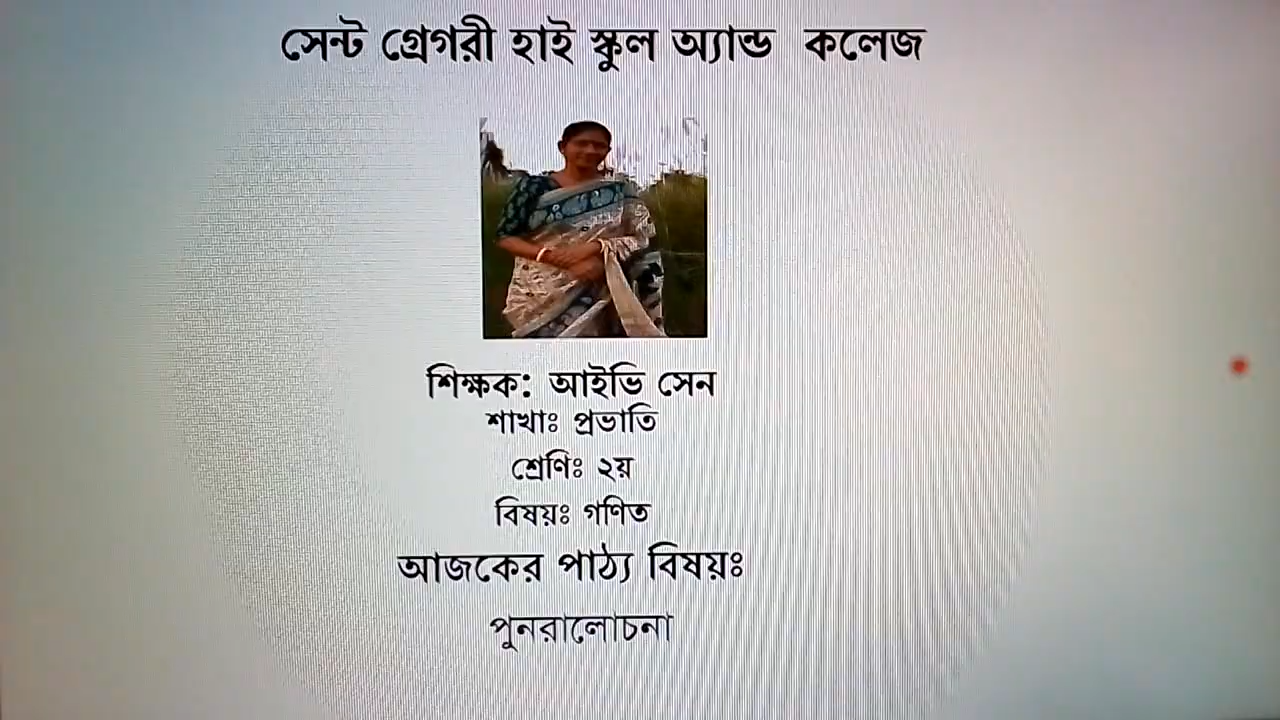 সেন্ট গ্রেগরী হাই স্কুল অ্যান্ড কলেজ
শিক্ষক: আইভি সেন
শাখাঃ প্রভাতি
শ্রেণিঃ ২য়
বিষয়ঃ গণিত
আজকের পাঠ্য বিষয়ঃ
পুনরালোচনা